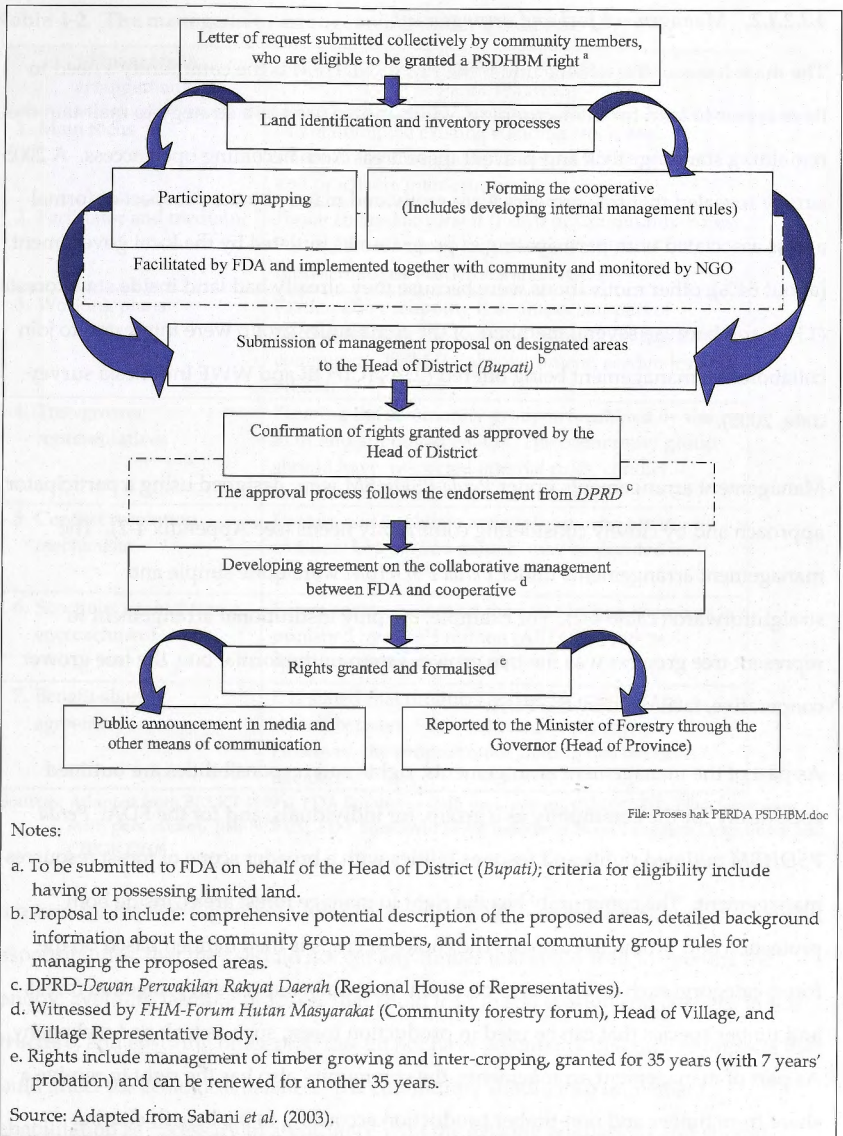 Letter of request submitted collectively by community members,
who are eligible to be granted a PSDHBM right a
Land identification and inventory processes
Participatory mapping
Forming the cooperative
(Includes developing internal management rules)
Facilitated by FDA and implemented together with community and monitored by NGO
Submission of management proposal on designated areas
to the Head of District (Bupati) b
Confirmation of rights granted as approved by the
Head of District
The approval process follows the endorsement from DPRD c
Developing agreement on the collaborative management
between FDA and cooperative d
Rights granted and formalised e
Public announcement in media and
other means of communication
Reported to the Minister of Forestry through the
Governor (Head of Province)
File: Proses hak PERDA PSDHBM.doc
Notes:
a. To be submitted to FDA on behalf of the Head of District (Bupati); criteria for eligibility include
having or possessing limited land.
b. Proposal to include: comprehensive potential description of the proposed areas, detailed background
information about the community group members, and internal community group rules for
managing the proposed areas.
c. DPRD-Dewan Perwakilan Rakyat Daerah (Regional House of Representatives).
d. Witnessed by FHM-Forum Hutan Masyarakat (Community forestry forum), Head of Village, and
Village Representative Body.
e. Rights include management of timber growing and inter-cropping, granted for 35 years (with 7 years'
probation) and can be renewed for another 35 years.
Source: Adapted from Sabani et al. (2003).